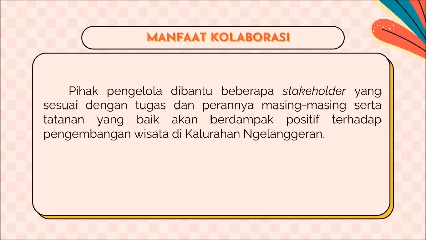 MANFAAT KOLABORASI
Pihak pengelola dibantu beberapa stakeholder yang
sesuai dengan tugas dan perannya masing-masing serta
tatanan yang baik akan berdampak positif terhadap
pengembangan wisata di Kalurahan Ngelanggeran.